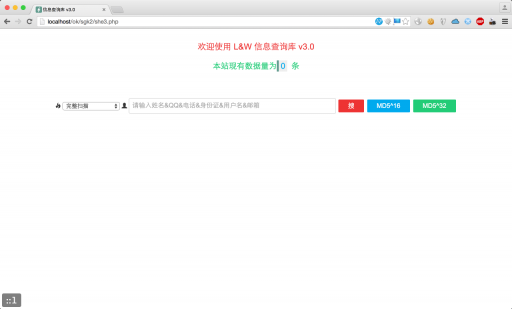 信息查询库 v3.0
localhost/ok/sgk2/she3.php
欢迎使用 L&W 信息查询库 v3.0
本站现有数据量为 0 条
完整扫描
请输入姓名&QQ&电话&身份证&用户名&邮箱
搜
MD5^16
MD5^32
::1